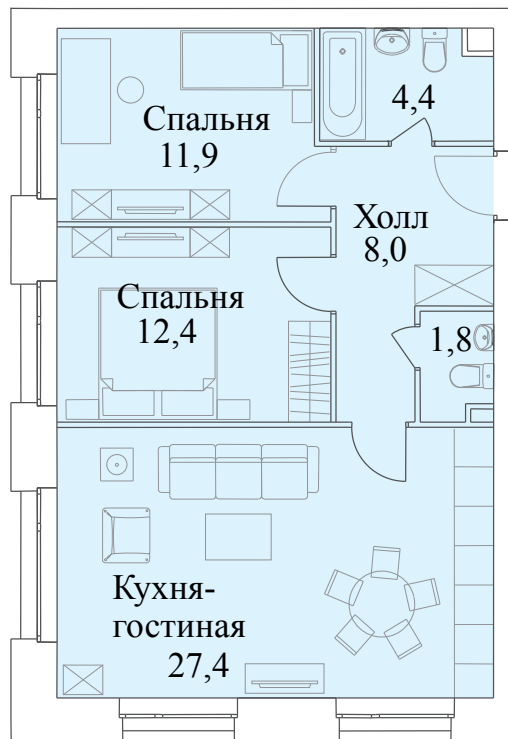 4,4
Спальня
11,9
Холл
8,0
Спальня
12,4
1,8
Кухня-
гостиная
27,4